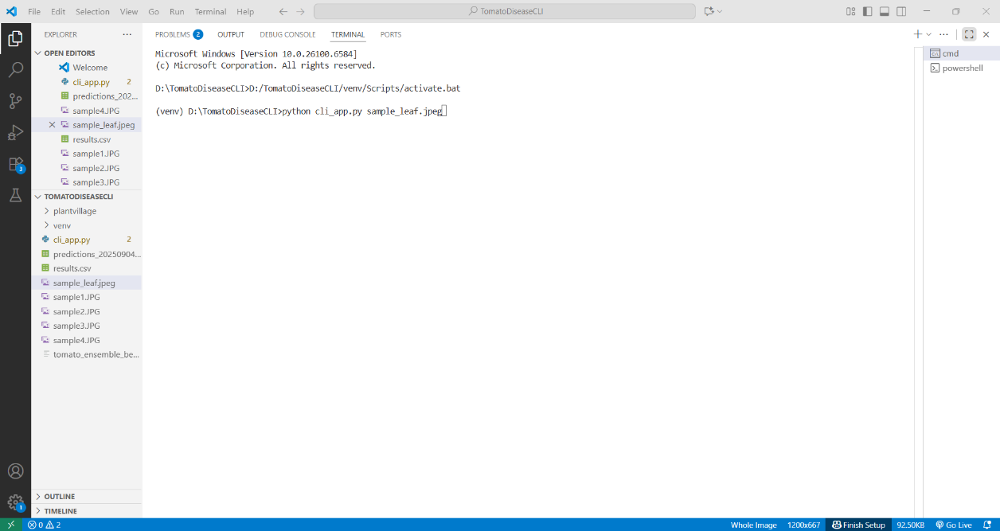 File Edit Selection View Go Run Terminal Help
TomatoDiseaseCLI
EXPLORER
OPEN EDITORS
Welcome
cli_app.py 2
predictions_202...
sample4.JPG
sample_leaf.jpeg
results.csv
sample1.JPG
sample2.JPG
sample3.JPG
TOMATODISEASECLI
plantvillage
venv
cli_app.py 2
predictions_20250904...
results.csv
sample_leaf.jpeg
sample1.JPG
sample2.JPG
sample3.JPG
sample4.JPG
tomato_ensemble_be...
OUTLINE
TIMELINE
3
1
PROBLEMS 2 OUTPUT DEBUG CONSOLE TERMINAL PORTS
Microsoft Windows [Version 10.0.26100.6584]
(c) Microsoft Corporation. All rights reserved.
D:\TomatoDiseaseCLI>D:/TomatoDiseaseCLI/venv/Scripts/activate.bat
(venv) D:\TomatoDiseaseCLI>python cli_app.py sample_leaf.jpeg
cmd
powershell
0 2 Whole Image 1200x667 Finish Setup 92.50KB Go Live